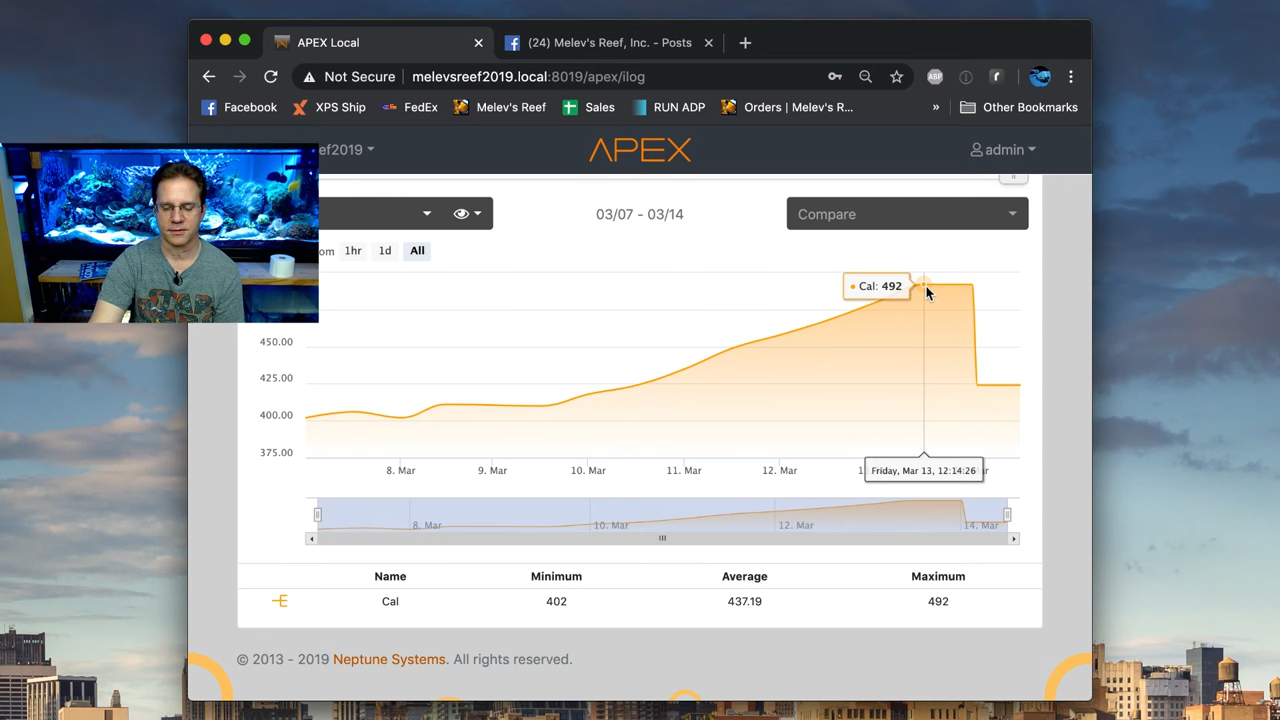 APEX Local
(24) Melev's Reef, Inc. - Posts
Not Secure melevsreef2019.local:8019/apex/ilog
ABP
Facebook XPS Ship FedEx Melev's Reef Sales RUN ADP Orders | Melev's R... » Other Bookmarks
ef2019 APEX admin
03/07 - 03/14 Compare
om 1hr 1d All
Cal: 492
450.00
425.00
400.00
375.00
8. Mar 9. Mar 10. Mar 11. Mar 12. Mar
Friday, Mar 13, 12:14:26
8. Mar 10. Mar 12. Mar 14. Mar
Name Minimum Average Maximum
Cal 402 437.19 492
© 2013 - 2019 Neptune Systems. All rights reserved.